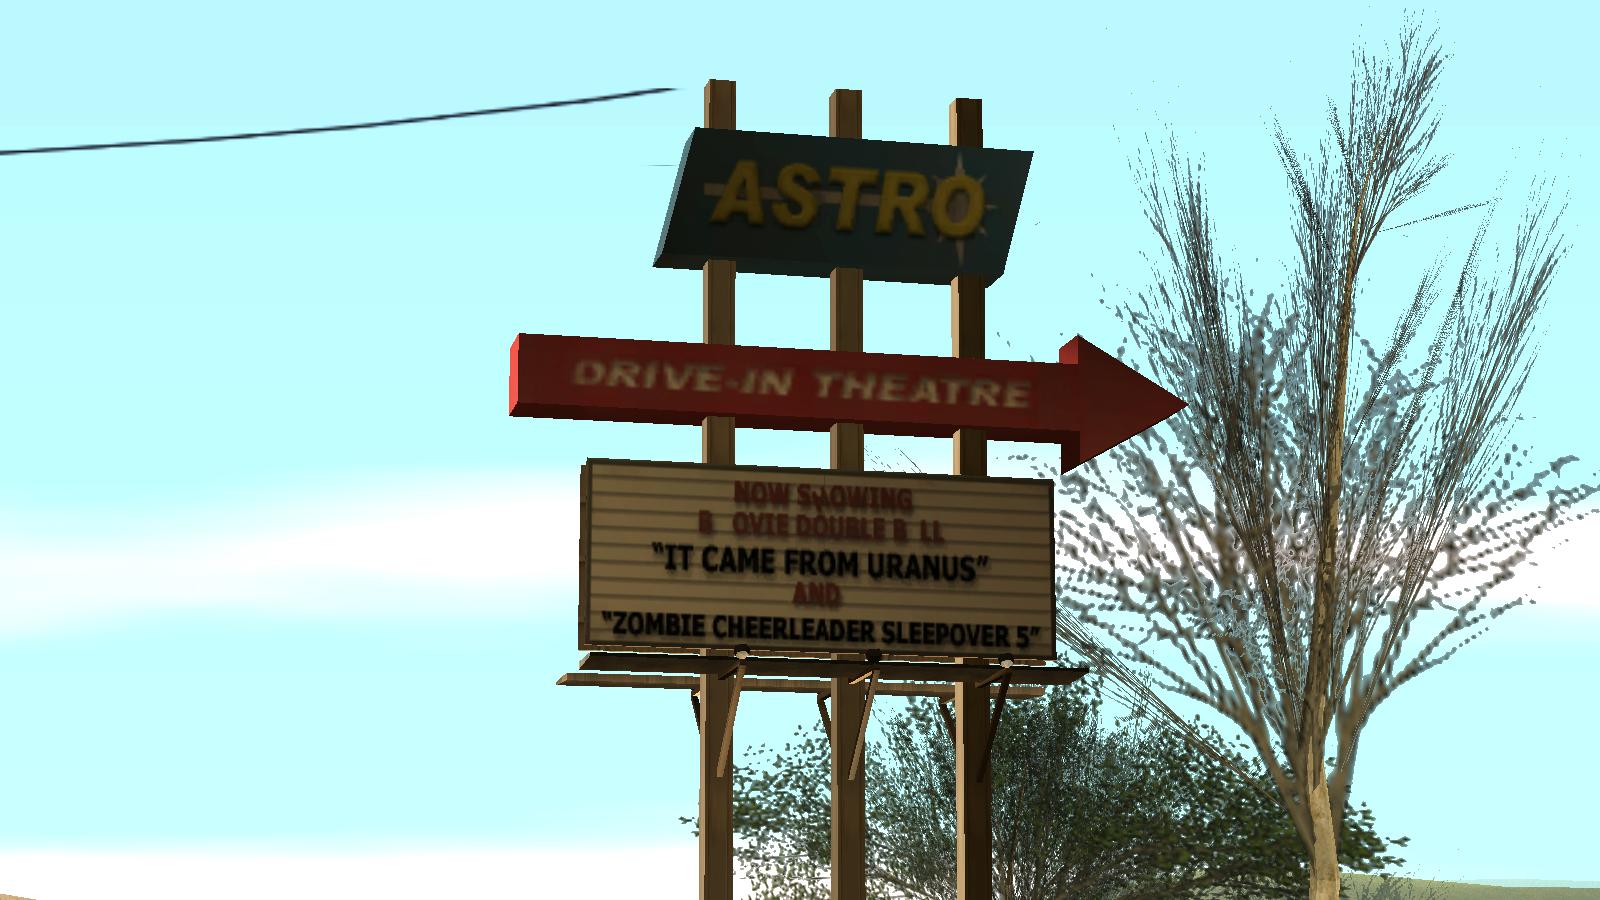 ASTRO
DRIVE-IN THEATRE
NOW SHOWING
B OVIE DOUBLE B LL
"IT CAME FROM URANUS"
AND
"ZOMBIE CHEERLEADER SLEEPOVER 5"